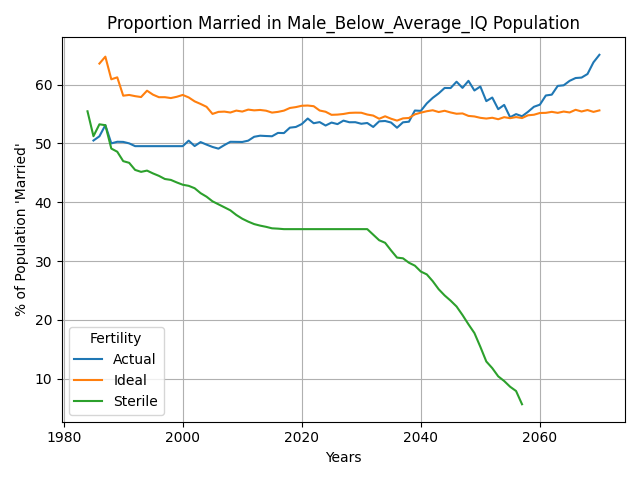 Proportion Married in Male_Below_Average_IQ Population
% of Population 'Married'
60
50
40
30
20
10
Fertility
Actual
Ideal
Sterile
1980
2000
2020
2040
2060
Years